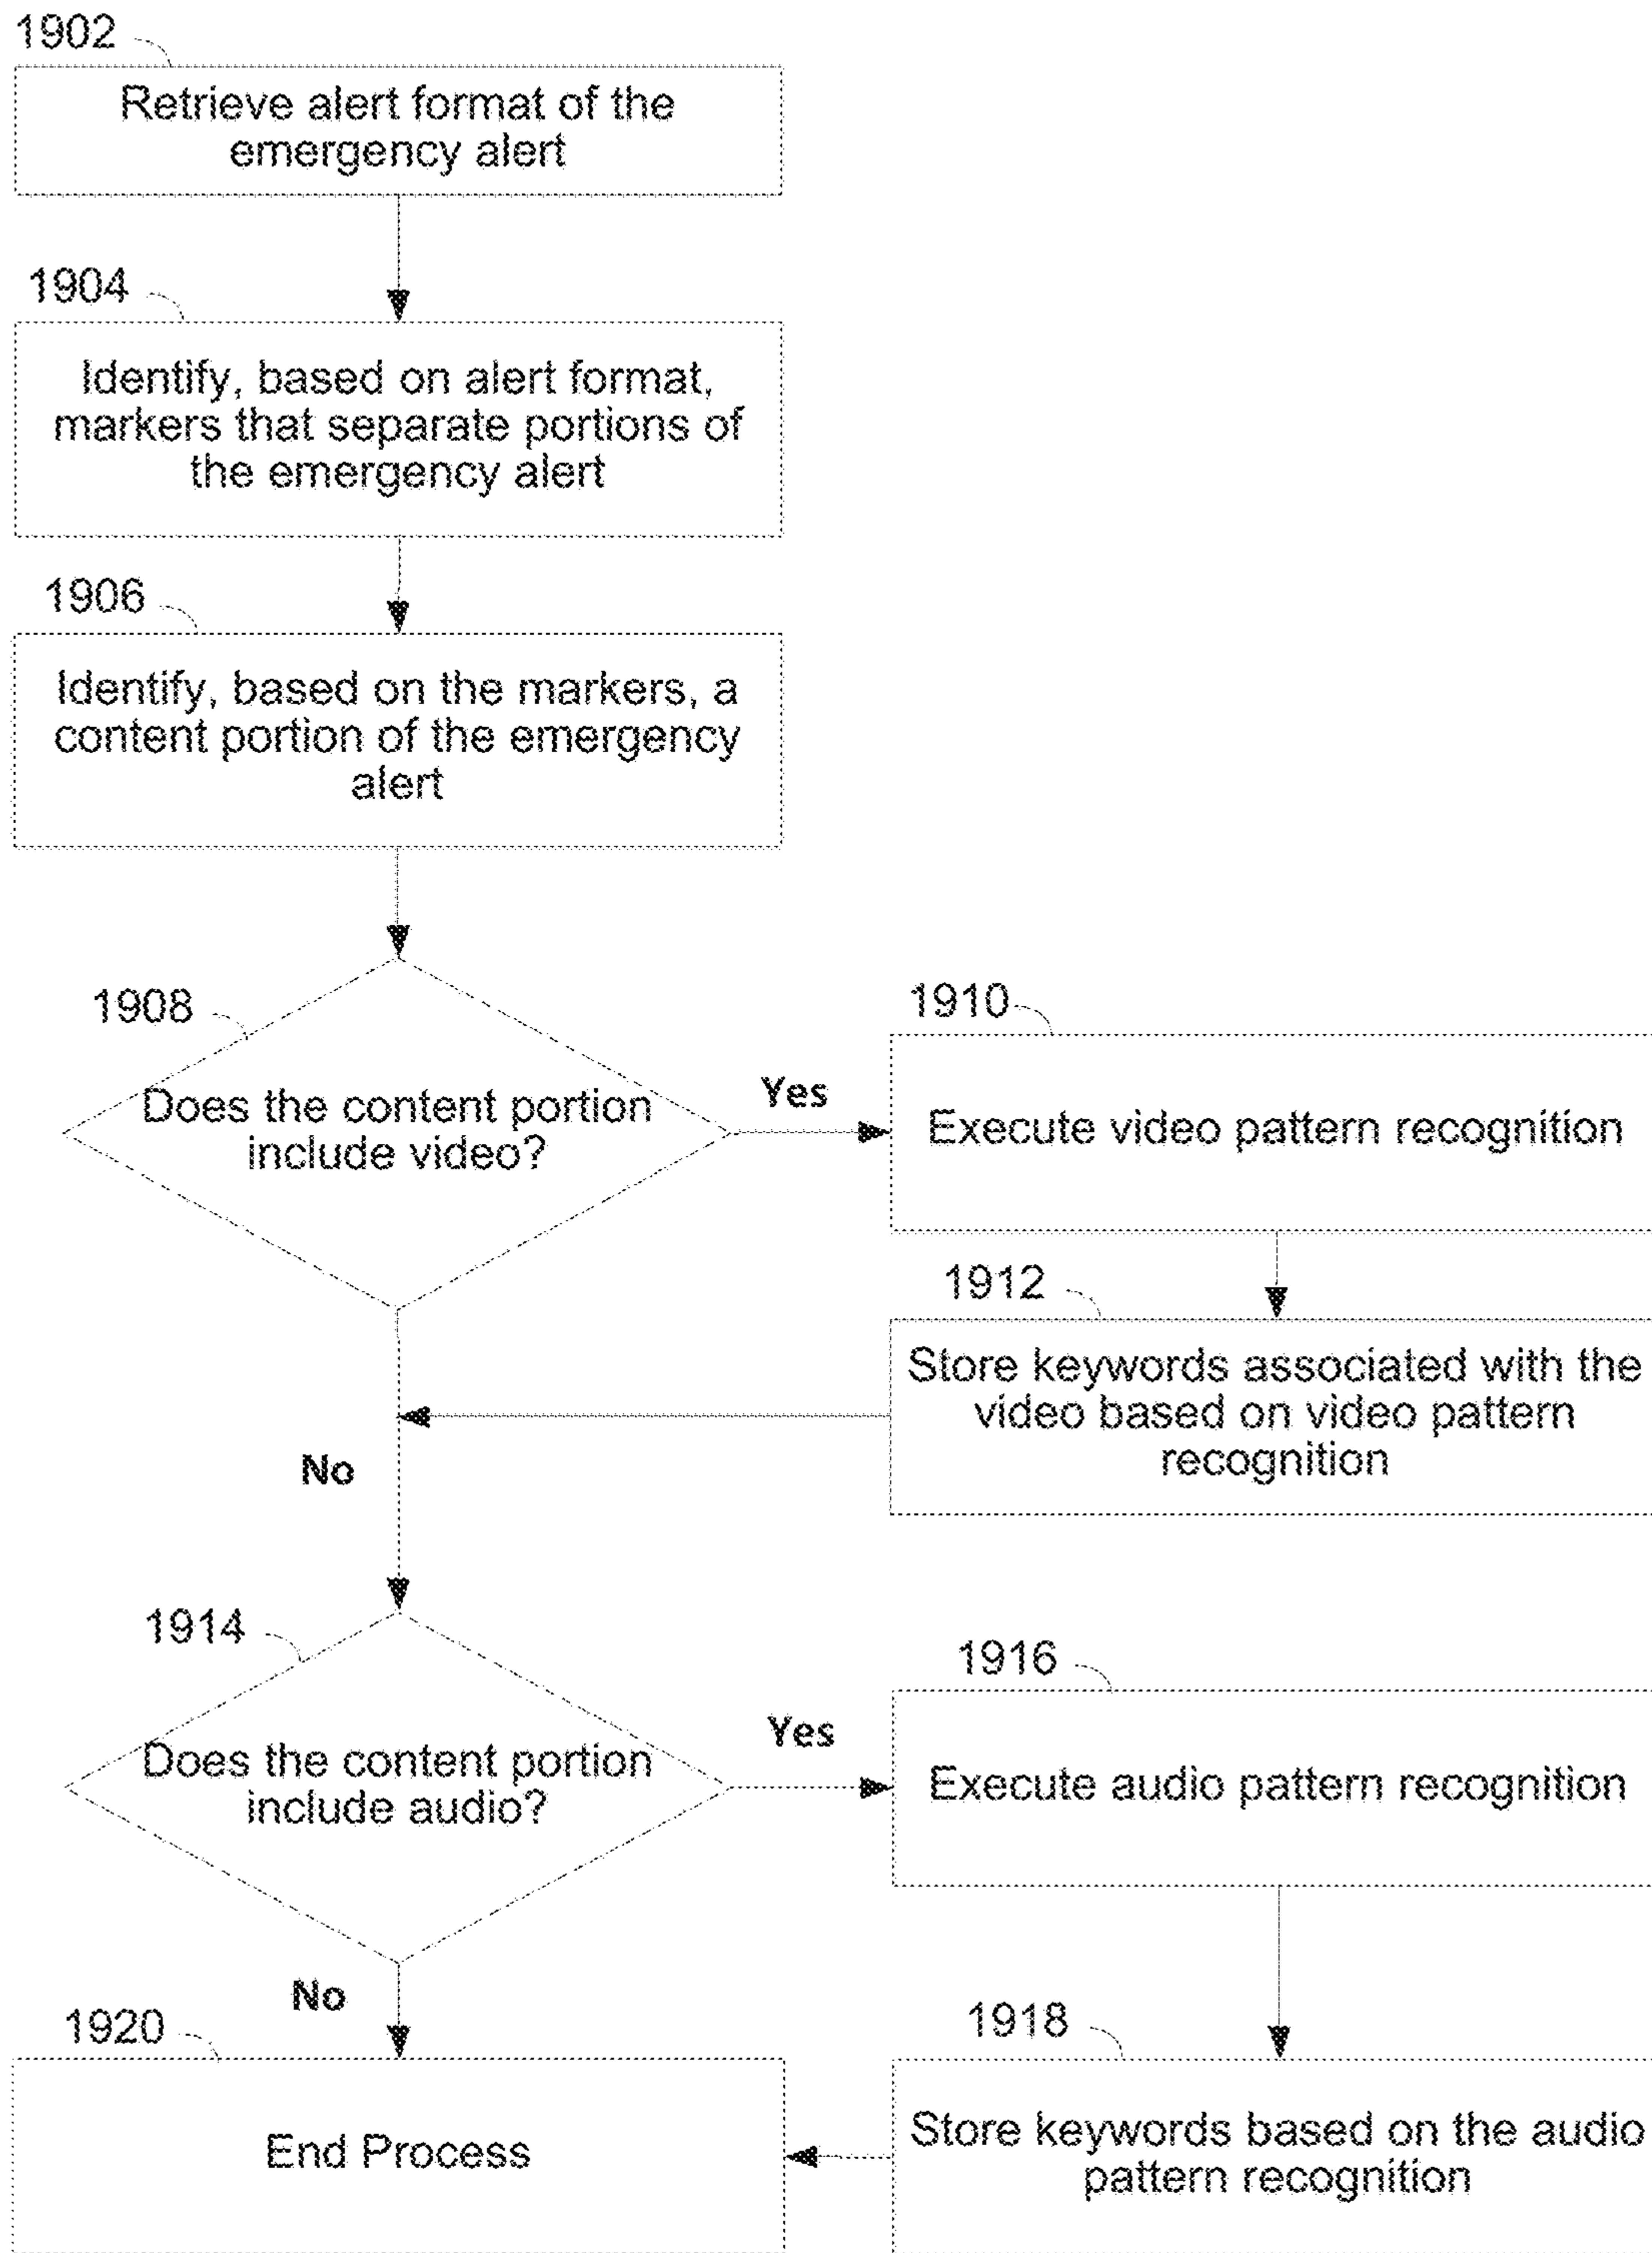 1902
Retrieve alert format of the
emergency alert
1904
Identify, based on alert format,
markers that separate portions of
the emergency alert
1906
Identify, based on the markers, a
content portion of the emergency
alert
1908
Does the content portion
include video?
Yes
1910
Execute video pattern recognition
1912
Store keywords associated with the
video based on video pattern
recognition
No
1914
Does the content portion
include audio?
Yes
1916
Execute audio pattern recognition
No
1918
Store keywords based on the audio
pattern recognition
1920
End Process